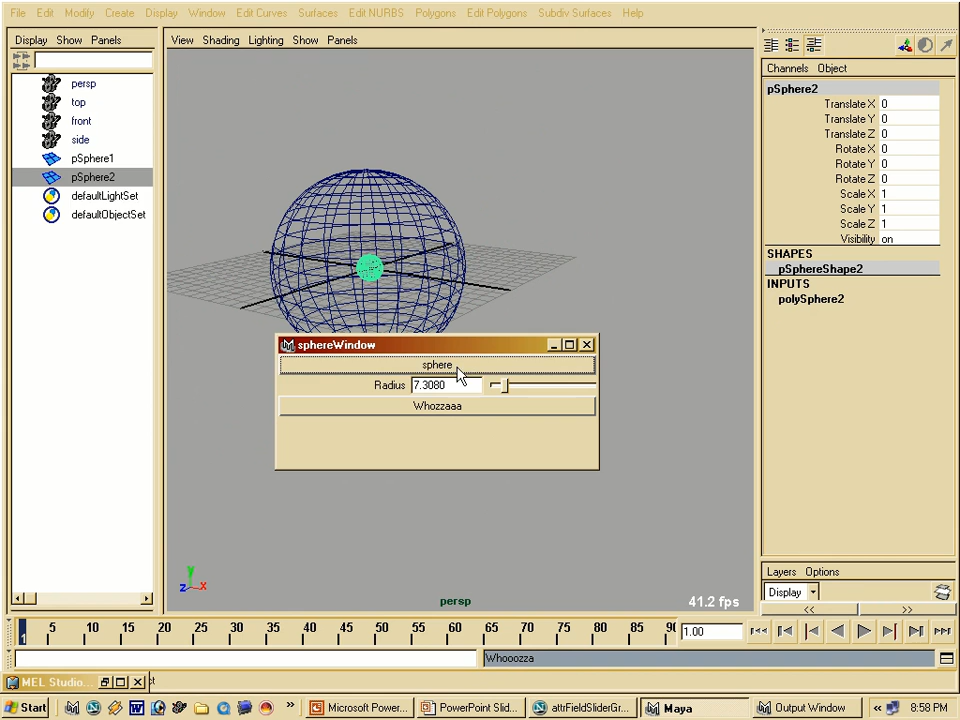 File Edit Modify Create Display Window Edit Curves Surfaces Edit NURBS Polygons Edit Polygons Subdiv Surfaces Help
Display Show Panels
View Shading Lighting Show Panels
persp
top
front
side
pSphere1
pSphere2
defaultLightSet
defaultObjectSet
sphereWindow
sphere
Radius 7.3080
Whozzaaa
persp
41.2 fps
y
z x
Channels Object
pSphere2
Translate X 0
Translate Y 0
Translate Z 0
Rotate X 0
Rotate Y 0
Rotate Z 0
Scale X 1
Scale Y 1
Scale Z 1
Visibility on
SHAPES
pSphereShape2
INPUTS
polySphere2
Layers Options
Display
<< >>
1 5 10 15 20 25 30 35 40 45 50 55 60 65 70 75 80 85 9
1.00
Whooozza
MEL Studio...
Start
Microsoft Power...
PowerPoint Slid...
attrFieldSliderGr...
Maya
Output Window
« 8:58 PM